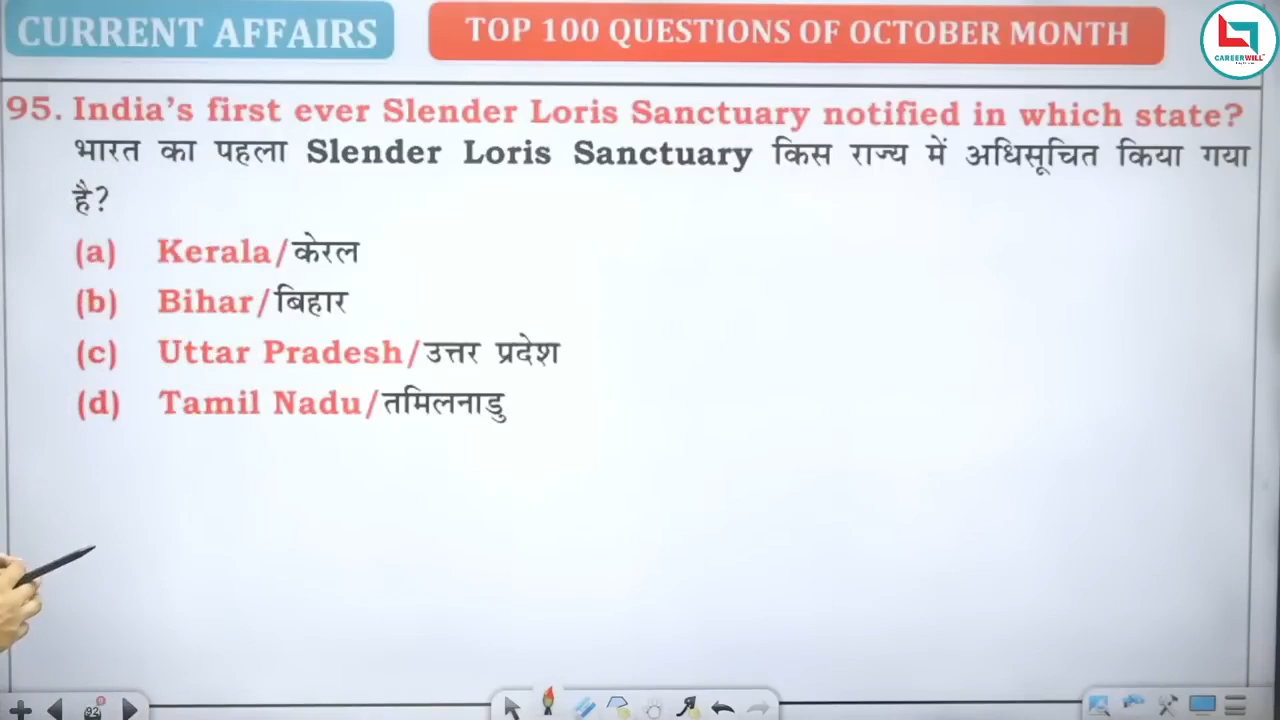 CURRENT AFFAIRS
TOP 100 QUESTIONS OF OCTOBER MONTH
CAREERWILL
95. India's first ever Slender Loris Sanctuary notified in which state?
भारत का पहला Slender Loris Sanctuary किस राज्य में अधिसूचित किया गया
है?
(a) Kerala/केरल
(b) Bihar/बिहार
(c) Uttar Pradesh/उत्तर प्रदेश
(d) Tamil Nadu/तमिलनाडु
92